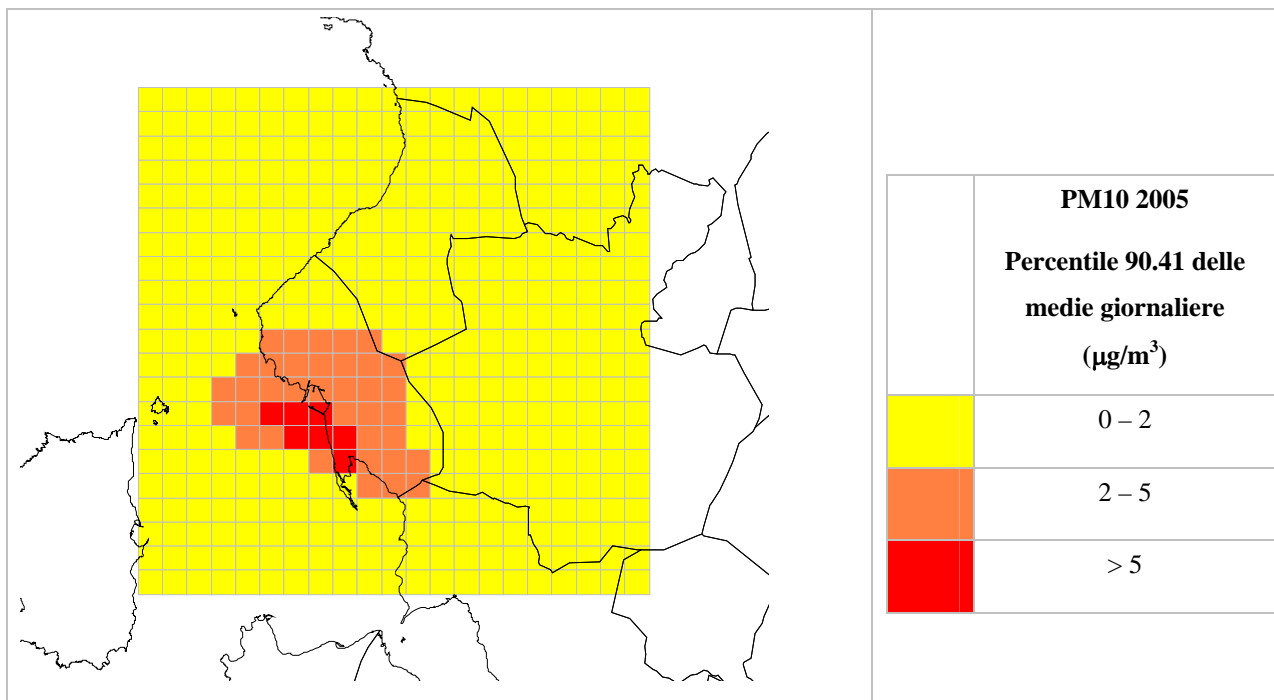 PM10 2005
Percentile 90.41 delle
medie giornaliere
(μg/m³)
0 – 2
2 – 5
> 5